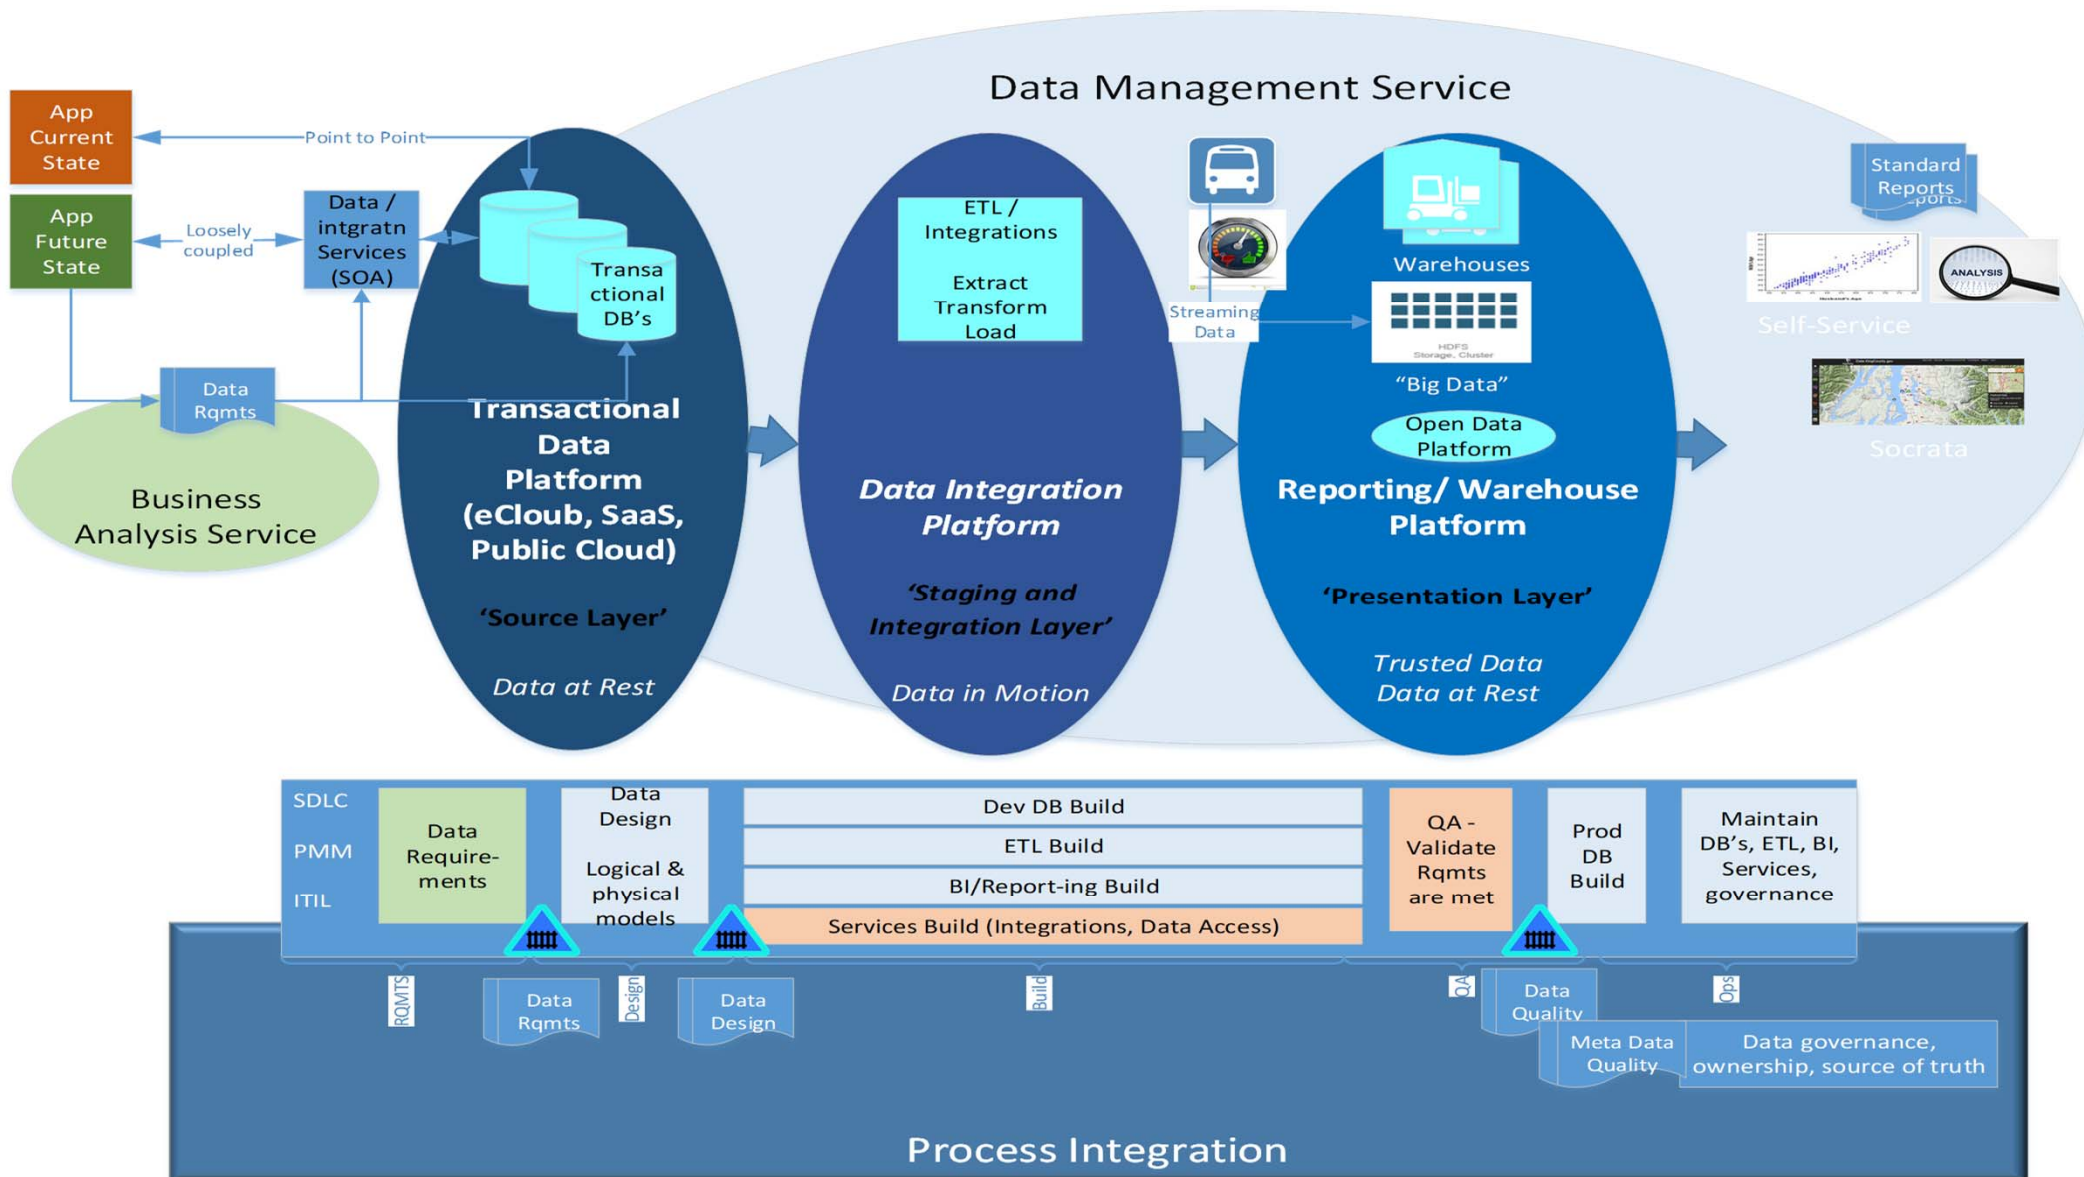 Data Management Service
App
Current
State
Point to Point
App
Future
State
Loosely
coupled
Data /
intgratn
Services
(SOA)
Transa
ctional
DB's
Data
Rqmts
Business
Analysis Service
Transactional
Data
Platform
(eCloub, SaaS,
Public Cloud)
'Source Layer'
Data at Rest
ETL /
Integrations
Extract
Transform
Load
Data Integration
Platform
'Staging and
Integration Layer'
Data in Motion
Streaming
Data
Warehouses
HDFS
Storage, Cluster
"Big Data"
Open Data
Platform
Reporting/ Warehouse
Platform
'Presentation Layer'
Trusted Data
Data at Rest
Standard
Reports
ANALYSIS
Self-Service
Socrata
SDLC
PMM
ITIL
Data
Require-
ments
Data
Design
Logical &
physical
models
Dev DB Build
ETL Build
BI/Report-ing Build
Services Build (Integrations, Data Access)
QA -
Validate
Rqmts
are met
Prod
DB
Build
Maintain
DB's, ETL, BI,
Services,
governance
RQMTS
Design
Build
QA
Ops
Data
Rqmts
Data
Design
Data
Quality
Meta Data
Quality
Data governance,
ownership, source of truth
Process Integration